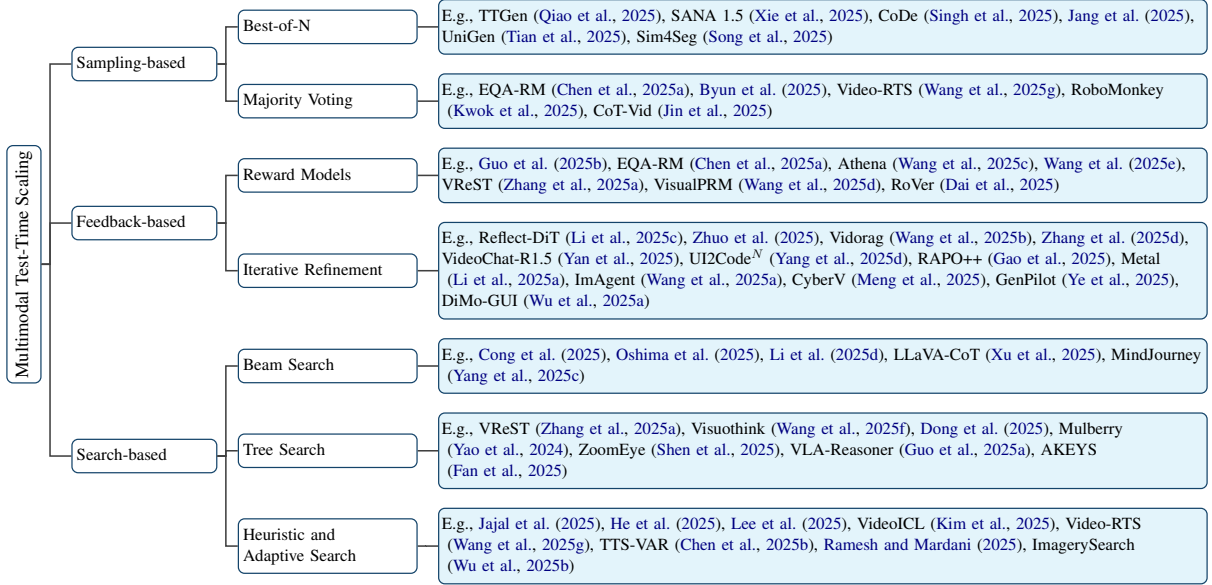 Multimodal Test-Time Scaling
Sampling-based
Best-of-N
E.g., TTGen (Qiao et al., 2025), SANA 1.5 (Xie et al., 2025), CoDe (Singh et al., 2025), Jang et al. (2025),
UniGen (Tian et al., 2025), Sim4Seg (Song et al., 2025)
Majority Voting
E.g., EQA-RM (Chen et al., 2025a), Byun et al. (2025), Video-RTS (Wang et al., 2025g), RoboMonkey
(Kwok et al., 2025), CoT-Vid (Jin et al., 2025)
Feedback-based
Reward Models
E.g., Guo et al. (2025b), EQA-RM (Chen et al., 2025a), Athena (Wang et al., 2025c), Wang et al. (2025e),
VReST (Zhang et al., 2025a), VisualPRM (Wang et al., 2025d), RoVer (Dai et al., 2025)
Iterative Refinement
E.g., Reflect-DiT (Li et al., 2025c), Zhuo et al. (2025), Vidorag (Wang et al., 2025b), Zhang et al. (2025d),
VideoChat-R1.5 (Yan et al., 2025), UI2Code^N (Yang et al., 2025d), RAPO++ (Gao et al., 2025), Metal
(Li et al., 2025a), ImAgent (Wang et al., 2025a), CyberV (Meng et al., 2025), GenPilot (Ye et al., 2025),
DiMo-GUI (Wu et al., 2025a)
Search-based
Beam Search
E.g., Cong et al. (2025), Oshima et al. (2025), Li et al. (2025d), LLaVA-CoT (Xu et al., 2025), MindJourney
(Yang et al., 2025c)
Tree Search
E.g., VReST (Zhang et al., 2025a), Visuothink (Wang et al., 2025f), Dong et al. (2025), Mulberry
(Yao et al., 2024), ZoomEye (Shen et al., 2025), VLA-Reasoner (Guo et al., 2025a), AKEYS
(Fan et al., 2025)
Heuristic and
Adaptive Search
E.g., Jajal et al. (2025), He et al. (2025), Lee et al. (2025), VideoICL (Kim et al., 2025), Video-RTS
(Wang et al., 2025g), TTS-VAR (Chen et al., 2025b), Ramesh and Mardani (2025), ImagerySearch
(Wu et al., 2025b)